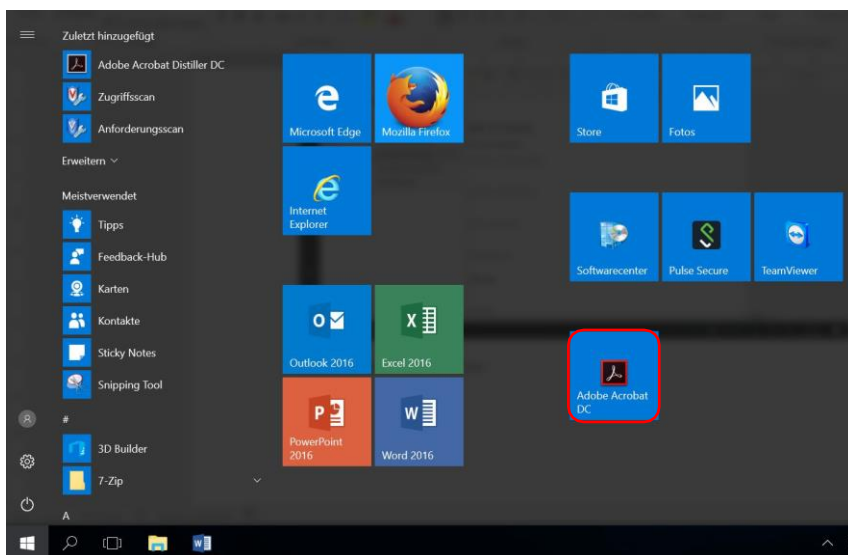 Zuletzt hinzugefügt
Adobe Acrobat Distiller DC
Zugriffsscan
Anforderungsscan
Erweitern
Meistverwendet
Tipps
Feedback-Hub
Karten
Kontakte
Sticky Notes
Snipping Tool
#
3D Builder
7-Zip
A
Microsoft Edge
Mozilla Firefox
Internet
Explorer
Outlook 2016
Excel 2016
PowerPoint
2016
Word 2016
Store
Fotos
Softwarecenter
Pulse Secure
TeamViewer
Adobe Acrobat
DC